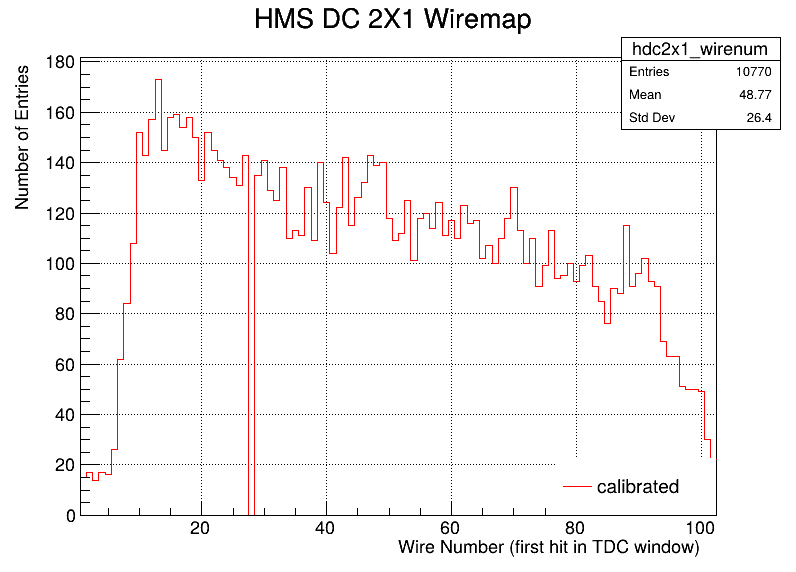 HMS DC 2X1 Wiremap
hdc2x1_wirenum
Entries 10770
Mean 48.77
Std Dev 26.4
Number of Entries
180
160
140
120
100
80
60
40
20
0
20 40 60 80 100
calibrated
Wire Number (first hit in TDC window)